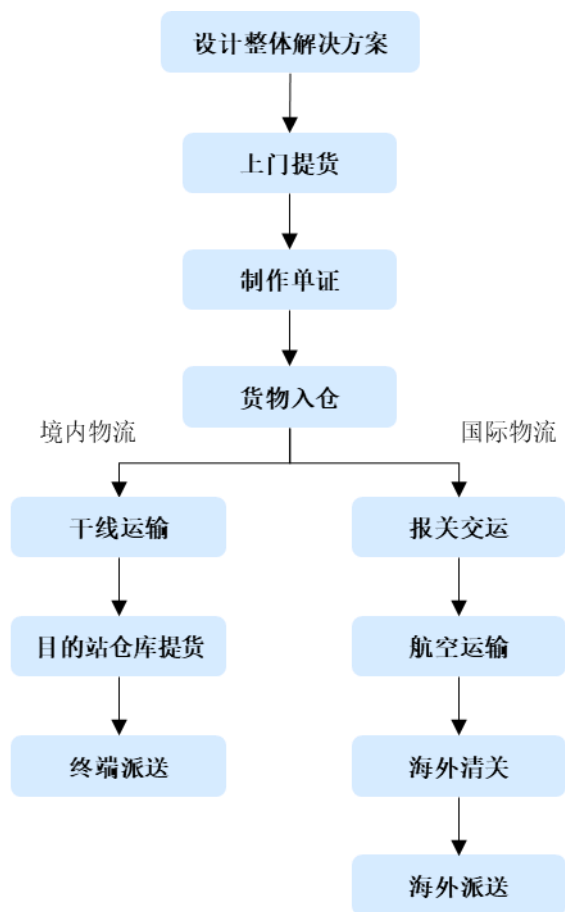 设计整体解决方案
上门提货
制作单证
货物入仓
境内物流
国际物流
干线运输
报关交运
目的站仓库提货
航空运输
终端派送
海外清关
海外派送